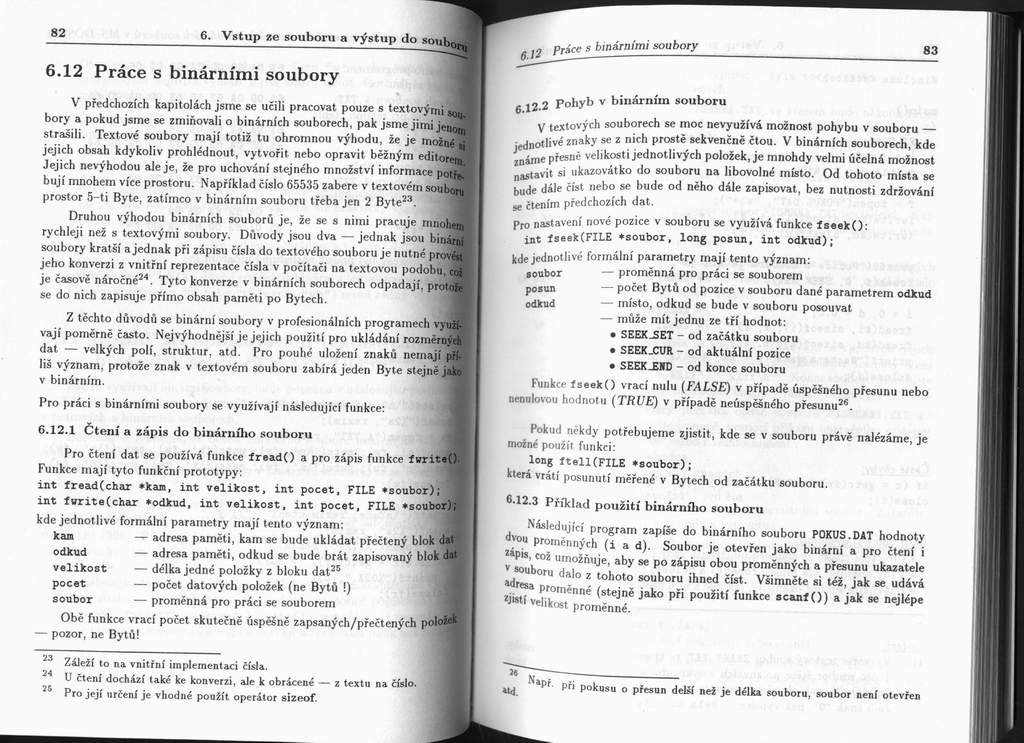 82 6. Vstup ze souboru a výstup do souboru
6.12 Práce s binárními soubory
V předchozích kapitolách jsme se učili pracovat pouze s textovými sou-
bory a pokud jsme se zmiňovali o binárních souborech, pak jsme jimi jenom
strašili. Textové soubory mají totiž tu ohromnou výhodu, že je možné si
jejich obsah kdykoliv prohlédnout, vytvořit nebo opravit běžným editorem.
Jejich nevýhodou ale je, že pro uchování stejného množství informace potře-
bují mnohem více prostoru. Například číslo 65535 zabere v textovém souboru
prostor 5-ti Byte, zatímco v binárním souboru třeba jen 2 Byte23.
Druhou výhodou binárních souborů je, že se s nimi pracuje mnohem
rychleji než s textovými soubory. Důvody jsou dva — jednak jsou binární
soubory kratší a jednak při zápisu čísla do textového souboru je nutné provést
jeho konverzi z vnitřní reprezentace čísla v počítači na textovou podobu, což
je časově náročné24. Tyto konverze v binárních souborech odpadají, protože
se do nich zapisuje přímo obsah paměti po Bytech.
Z těchto důvodů se binární soubory v profesionálních programech využí-
vají poměrně často. Nejvýhodnější je jejich použití pro ukládání rozměrných
dat — velkých polí, struktur, atd. Pro pouhé uložení znaků nemají pří-
liš význam, protože znak v textovém souboru zabírá jeden Byte stejně jako
v binárním.
Pro práci s binárními soubory se využívají následující funkce:
6.12.1 Čtení a zápis do binárního souboru
Pro čtení dat se používá funkce fread() a pro zápis funkce fwrite().
Funkce mají tyto funkční prototypy:
int fread(char *kam, int velikost, int pocet, FILE *soubor);
int fwrite(char *odkud, int velikost, int pocet, FILE *soubor);
kde jednotlivé formální parametry mají tento význam:
kam — adresa paměti, kam se bude ukládat přečtený blok dat
odkud — adresa paměti, odkud se bude brát zapisovaný blok dat
velikost — délka jedné položky z bloku dat25
pocet — počet datových položek (ne Bytů !)
soubor — proměnná pro práci se souborem
Obě funkce vrací počet skutečně úspěšně zapsaných/přečtených položek
— pozor, ne Bytů!
23 Záleží to na vnitřní implementaci čísla.
24 U čtení dochází také ke konverzi, ale k obrácené — z textu na číslo.
25 Pro její určení je vhodné použít operátor sizeof.
6.12 Práce s binárními soubory 83
6.12.2 Pohyb v binárním souboru
V textových souborech se moc nevyužívá možnost pohybu v souboru —
jednotlivé znaky se z nich prostě sekvenčně čtou. V binárních souborech, kde
známe přesně velikosti jednotlivých položek, je mnohdy velmi účelná možnost
nastavit si ukazovátko do souboru na libovolné místo. Od tohoto místa se
bude dále číst nebo se bude od něho dále zapisovat, bez nutnosti zdržování
se čtením předchozích dat.
Pro nastavení nové pozice v souboru se využívá funkce fseek():
int fseek(FILE *soubor, long posun, int odkud);
kde jednotlivé formální parametry mají tento význam:
soubor — proměnná pro práci se souborem
posun — počet Bytů od pozice v souboru dané parametrem odkud
odkud — místo, odkud se bude v souboru posouvat
— může mít jednu ze tří hodnot:
• SEEK_SET – od začátku souboru
• SEEK_CUR – od aktuální pozice
• SEEK_END – od konce souboru
Funkce fseek() vrací nulu (FALSE) v případě úspěšného přesunu nebo
nenulovou hodnotu (TRUE) v případě neúspěšného přesunu26.
Pokud někdy potřebujeme zjistit, kde se v souboru právě nalézáme, je
možné použít funkci:
long ftell(FILE *soubor);
která vrátí posunutí měřené v Bytech od začátku souboru.
6.12.3 Příklad použití binárního souboru
Následující program zapíše do binárního souboru POKUS.DAT hodnoty
dvou proměnných (i a d). Soubor je otevřen jako binární a pro čtení i
zápis, což umožňuje, aby se po zápisu obou proměnných a přesunu ukazatele
v souboru dalo z tohoto souboru ihned číst. Všimněte si též, jak se udává
adresa proměnné (stejně jako při použití funkce scanf()) a jak se nejlépe
zjistí velikost proměnné.
26 Např. při pokusu o přesun delší než je délka souboru, soubor není otevřen
atd.